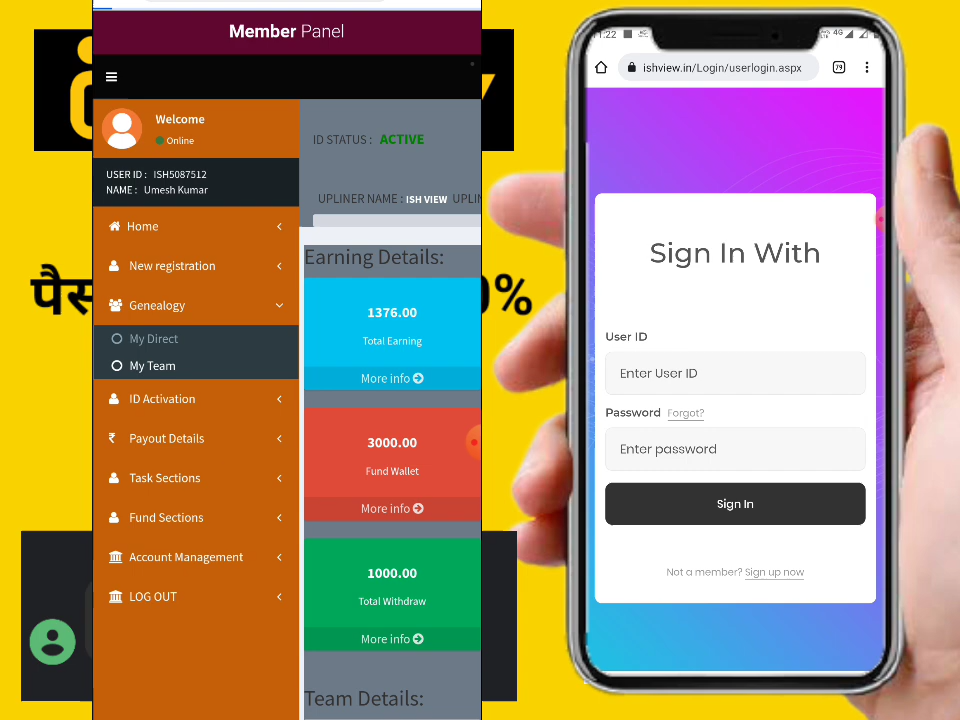 Member Panel
Welcome
Online
USER ID : ISH5087512
NAME : Umesh Kumar
Home
New registration
Genealogy
My Direct
My Team
ID Activation
Payout Details
Task Sections
Fund Sections
Account Management
LOG OUT
ID STATUS : ACTIVE
UPLINER NAME : ISH VIEW
Earning Details:
1376.00
Total Earning
More info
3000.00
Fund Wallet
More info
1000.00
Total Withdraw
More info
Team Details:
पैस
0%
:22
4G
ishview.in/Login/userlogin.aspx
79
Sign In With
User ID
Enter User ID
Password Forgot?
Enter password
Sign In
Not a member? Sign up now